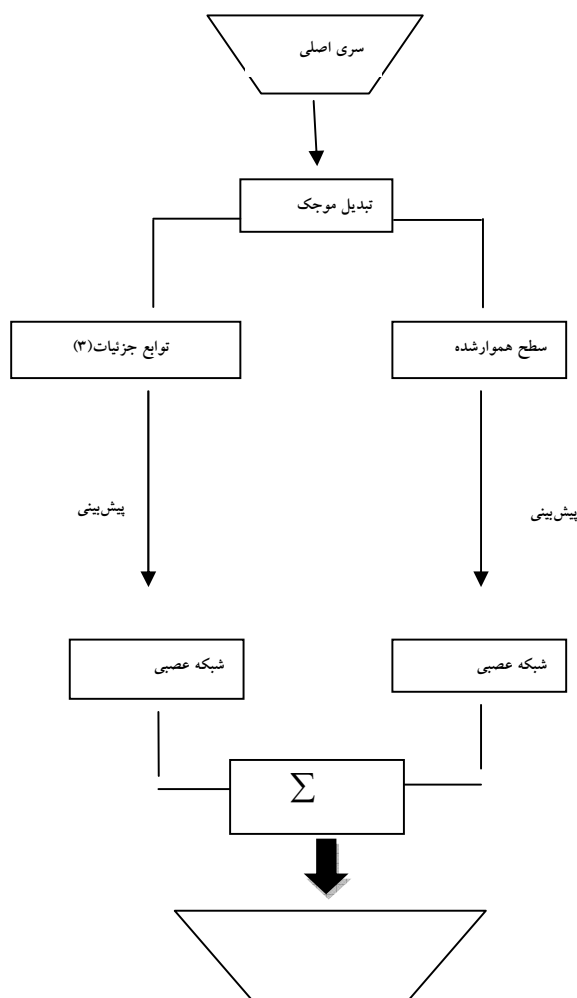 سری اصلی
تبدیل موجک
سطح هموارشده
توابع جزئیات(۳)
پیش‌بینی
پیش‌بینی
شبکه عصبی
شبکه عصبی
∑